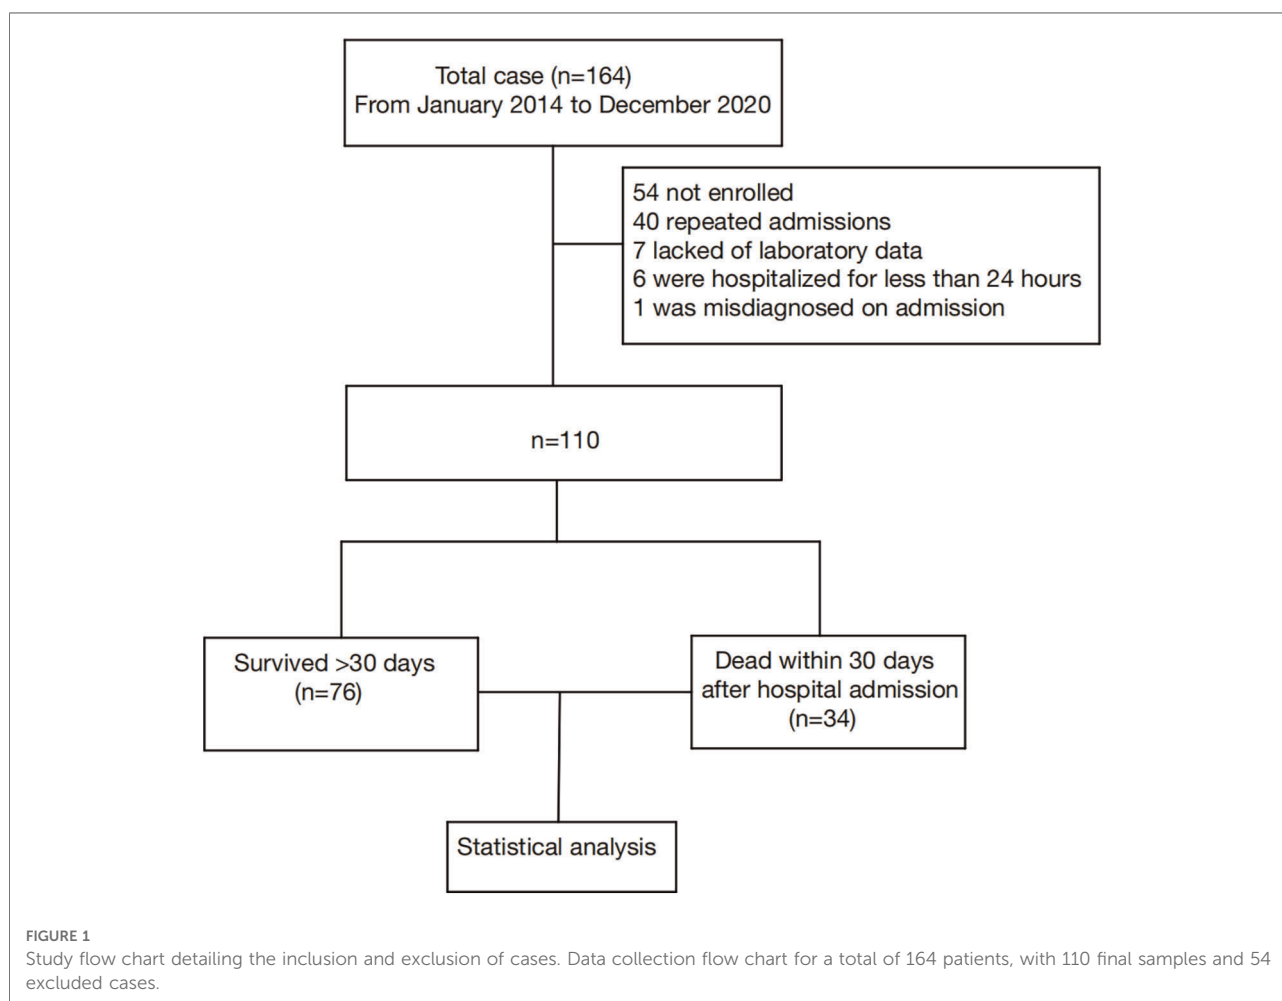 Total case (n=164)
From January 2014 to December 2020
54 not enrolled
40 repeated admissions
7 lacked of laboratory data
6 were hospitalized for less than 24 hours
1 was misdiagnosed on admission
n=110
Survived >30 days
(n=76)
Dead within 30 days
after hospital admission
(n=34)
Statistical analysis
FIGURE 1
Study flow chart detailing the inclusion and exclusion of cases. Data collection flow chart for a total of 164 patients, with 110 final samples and 54
excluded cases.